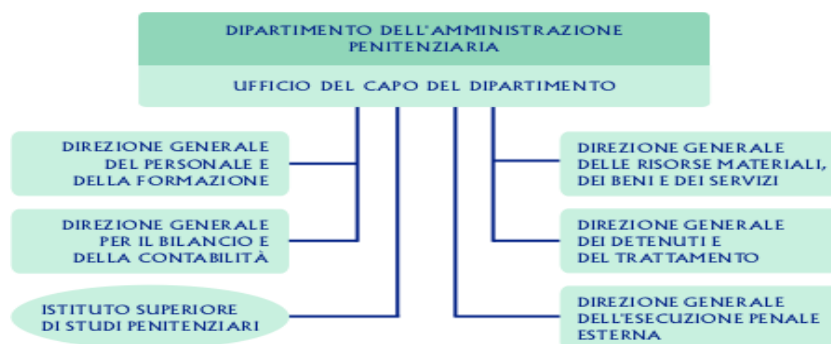 DIPARTIMENTO DELL'AMMINISTRAZIONE
PENITENZIARIA
UFFICIO DEL CAPO DEL DIPARTIMENTO
DIREZIONE GENERALE
DEL PERSONALE E
DELLA FORMAZIONE
DIREZIONE GENERALE
DELLE RISORSE MATERIALI,
DEI BENI E DEI SERVIZI
DIREZIONE GENERALE
PER IL BILANCIO E
DELLA CONTABILITÀ
DIREZIONE GENERALE
DEI DETENUTI E
DEL TRATTAMENTO
ISTITUTO SUPERIORE
DI STUDI PENITENZIARI
DIREZIONE GENERALE
DELL'ESECUZIONE PENALE
ESTERNA